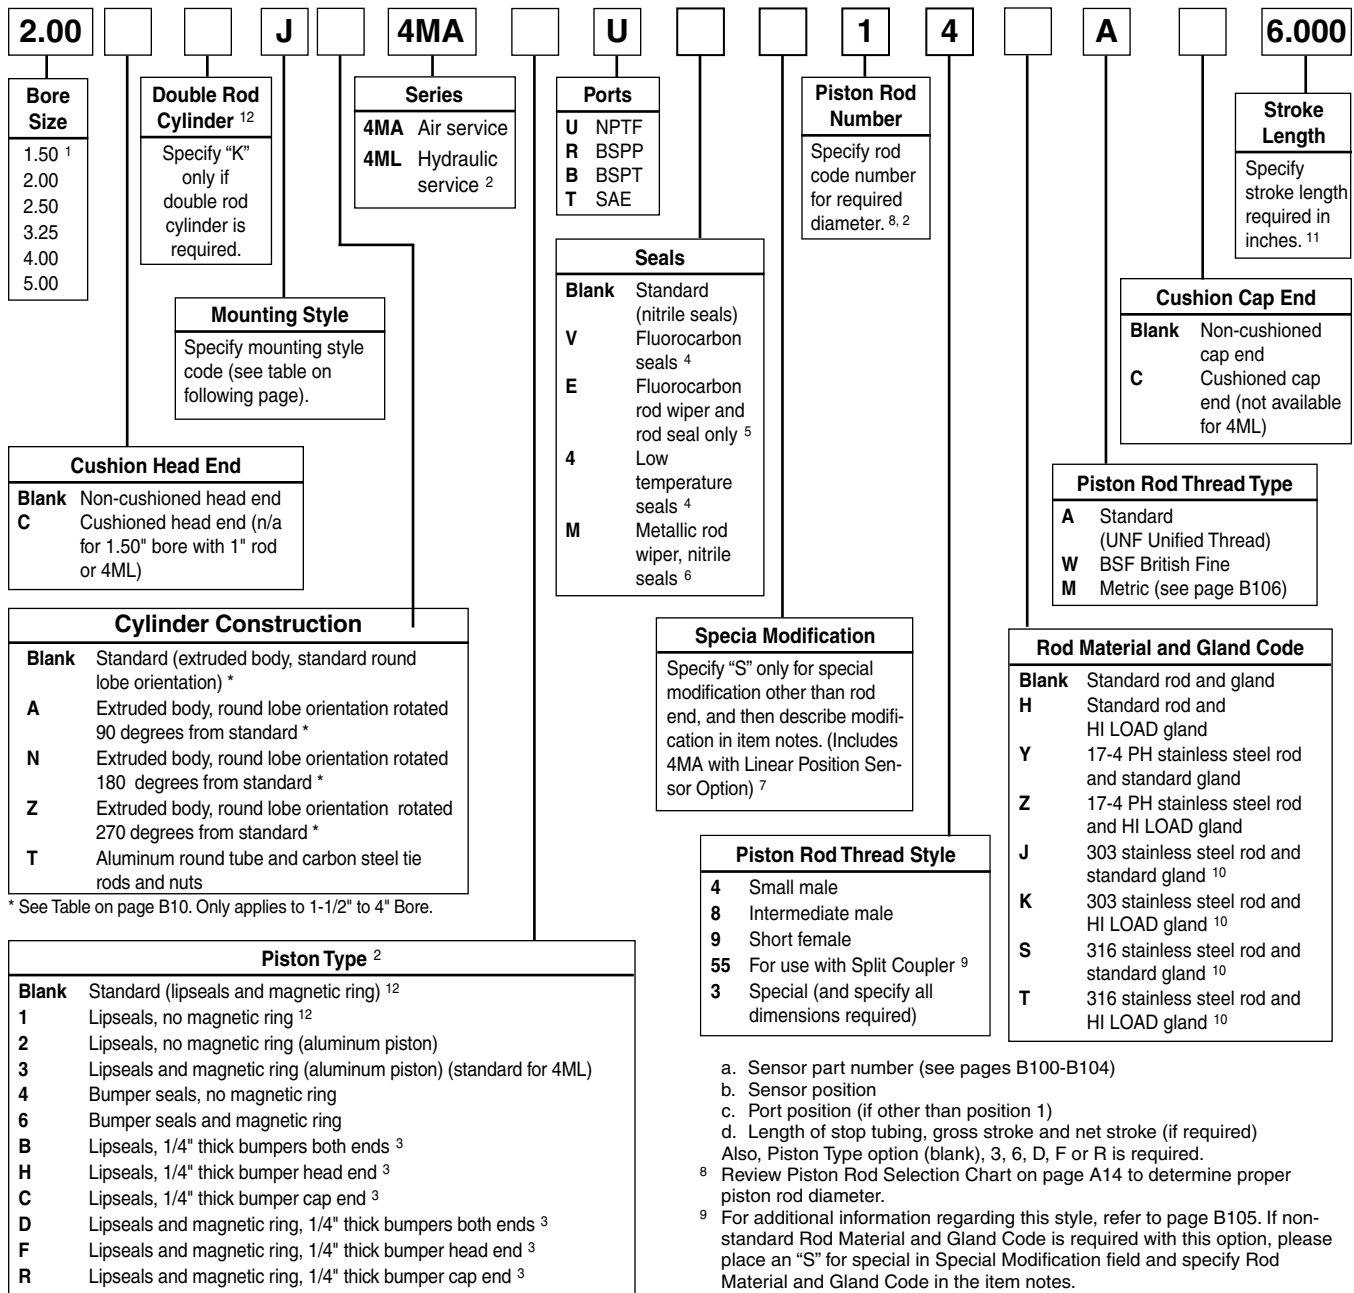 2.00 J 4MA U 1 4 A 6.000
Bore
Size
1.50 1
2.00
2.50
3.25
4.00
5.00
Double Rod
Cylinder 12
Specify “K”
only if
double rod
cylinder is
required.
Series
4MA Air service
4ML Hydraulic
service 2
Ports
U NPTF
R BSPP
B BSPT
T SAE
Piston Rod
Number
Specify rod
code number
for required
diameter. 8, 2
Stroke
Length
Specify
stroke length
required in
inches. 11
Mounting Style
Specify mounting style
code (see table on
following page).
Seals
Blank Standard
(nitrile seals)
V Fluorocarbon
seals 4
E Fluorocarbon
rod wiper and
rod seal only 5
4 Low
temperature
seals 4
M Metallic rod
wiper, nitrile
seals 6
Cushion Cap End
Blank Non-cushioned
cap end
C Cushioned cap
end (not available
for 4ML)
Cushion Head End
Blank Non-cushioned head end
C Cushioned head end (n/a
for 1.50" bore with 1" rod
or 4ML)
Piston Rod Thread Type
A Standard
(UNF Unified Thread)
W BSF British Fine
M Metric (see page B106)
Cylinder Construction
Blank Standard (extruded body, standard round
lobe orientation) *
A Extruded body, round lobe orientation rotated
90 degrees from standard *
N Extruded body, round lobe orientation rotated
180 degrees from standard *
Z Extruded body, round lobe orientation rotated
270 degrees from standard *
T Aluminum round tube and carbon steel tie
rods and nuts
* See Table on page B10. Only applies to 1-1/2" to 4" Bore.
Specia Modification
Specify “S” only for special
modification other than rod
end, and then describe modifi-
cation in item notes. (Includes
4MA with Linear Position Sen-
sor Option) 7
Rod Material and Gland Code
Blank Standard rod and gland
H Standard rod and
HI LOAD gland
Y 17-4 PH stainless steel rod
and standard gland
Z 17-4 PH stainless steel rod
and HI LOAD gland
J 303 stainless steel rod and
standard gland 10
K 303 stainless steel rod and
HI LOAD gland 10
S 316 stainless steel rod and
standard gland 10
T 316 stainless steel rod and
HI LOAD gland 10
Piston Rod Thread Style
4 Small male
8 Intermediate male
9 Short female
55 For use with Split Coupler 9
3 Special (and specify all
dimensions required)
Piston Type 2
Blank Standard (lipseals and magnetic ring) 12
1 Lipseals, no magnetic ring 12
2 Lipseals, no magnetic ring (aluminum piston)
3 Lipseals and magnetic ring (aluminum piston) (standard for 4ML)
4 Bumper seals, no magnetic ring
6 Bumper seals and magnetic ring
B Lipseals, 1/4" thick bumpers both ends 3
H Lipseals, 1/4" thick bumper head end 3
C Lipseals, 1/4" thick bumper cap end 3
D Lipseals and magnetic ring, 1/4" thick bumpers both ends 3
F Lipseals and magnetic ring, 1/4" thick bumper head end 3
R Lipseals and magnetic ring, 1/4" thick bumper cap end 3
a. Sensor part number (see pages B100-B104)
b. Sensor position
c. Port position (if other than position 1)
d. Length of stop tubing, gross stroke and net stroke (if required)
Also, Piston Type option (blank), 3, 6, D, F or R is required.
8 Review Piston Rod Selection Chart on page A14 to determine proper
piston rod diameter.
9 For additional information regarding this style, refer to page B105. If non-
standard Rod Material and Gland Code is required with this option, please
place an “S” for special in Special Modification field and specify Rod
Material and Gland Code in the item notes.